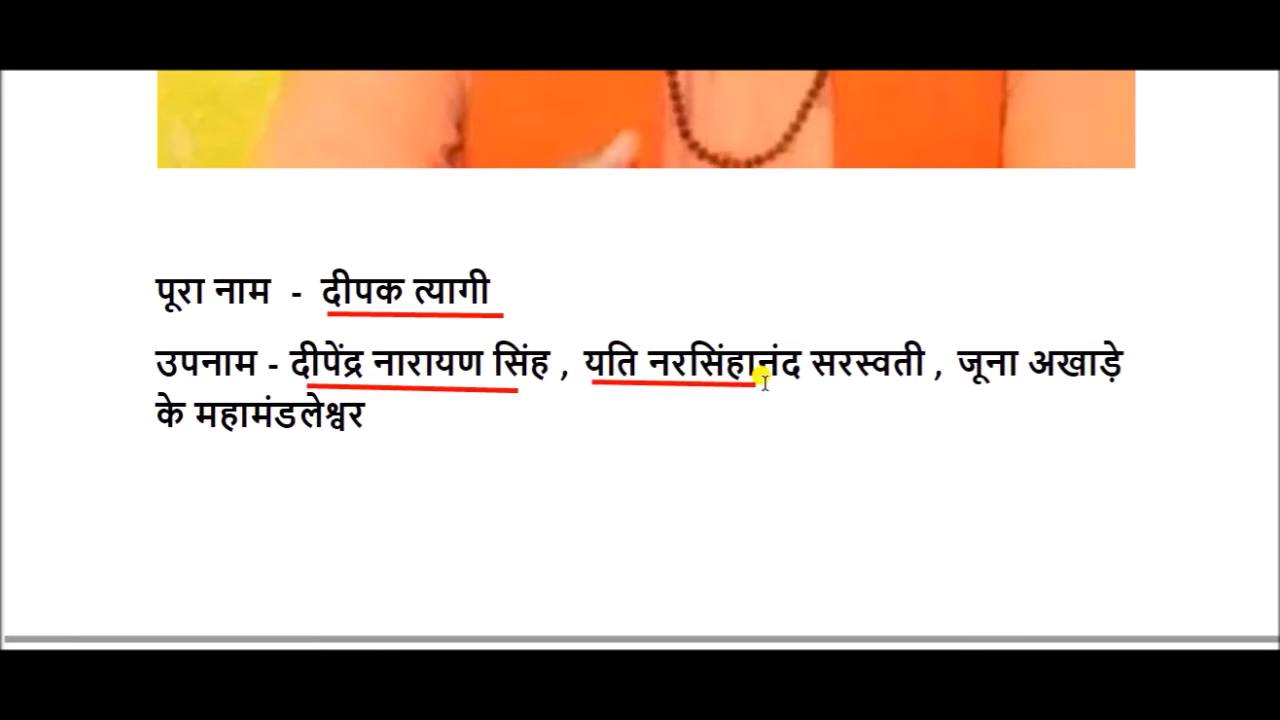 पूरा नाम - दीपक त्यागी
उपनाम - दीपेंद्र नारायण सिंह , यति नरसिंहानंद सरस्वती , जूना अखाड़े
के महामंडलेश्वर